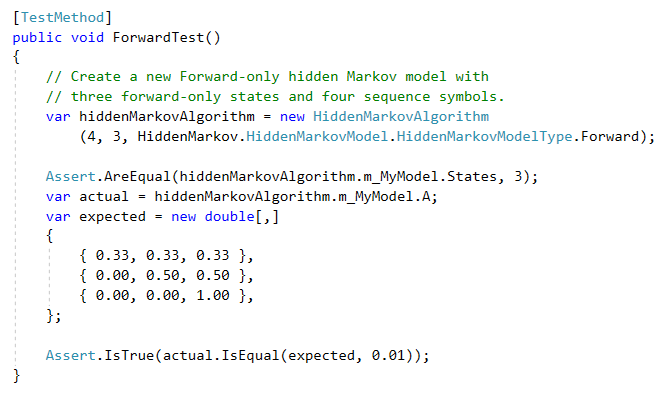 [TestMethod]
public void ForwardTest()
{
    // Create a new Forward-only hidden Markov model with
    // three forward-only states and four sequence symbols.
    var hiddenMarkovAlgorithm = new HiddenMarkovAlgorithm
        (4, 3, HiddenMarkov.HiddenMarkovModel.HiddenMarkovModelType.Forward);

    Assert.AreEqual(hiddenMarkovAlgorithm.m_MyModel.States, 3);
    var actual = hiddenMarkovAlgorithm.m_MyModel.A;
    var expected = new double[,]
    {
        { 0.33, 0.33, 0.33 },
        { 0.00, 0.50, 0.50 },
        { 0.00, 0.00, 1.00 },
    };

    Assert.IsTrue(actual.IsEqual(expected, 0.01));
}